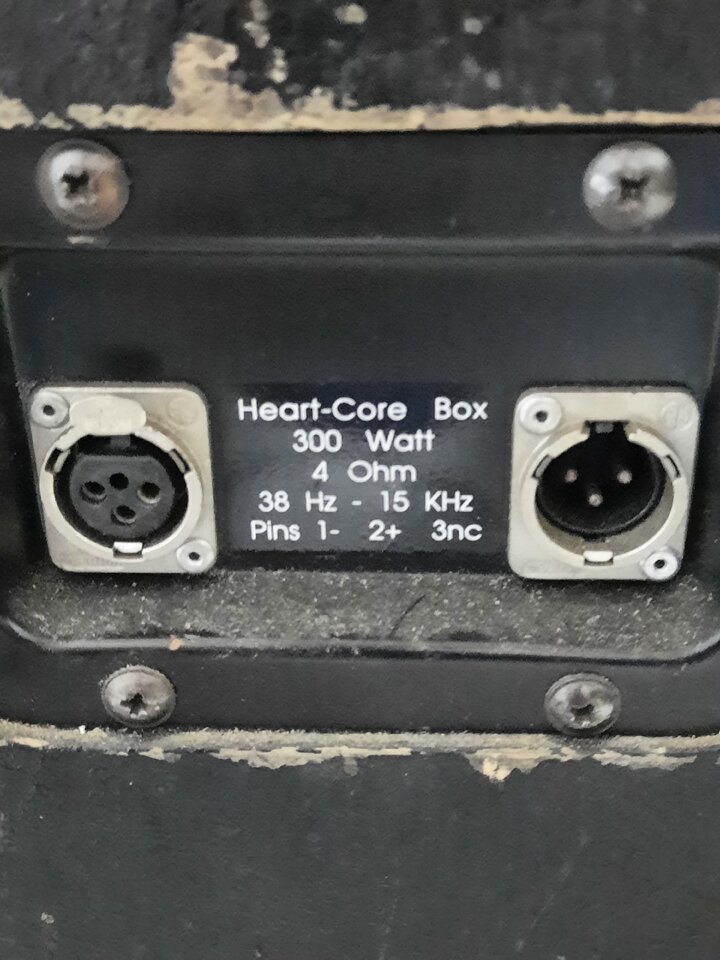 Heart-Core Box
300 Watt
4 Ohm
38 Hz - 15 KHz
Pins 1- 2+ 3nc